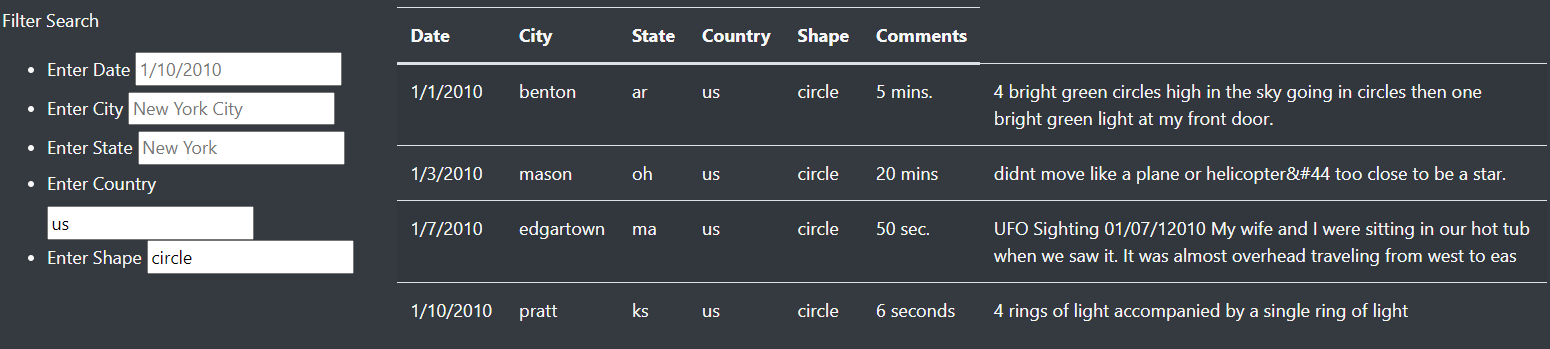 Filter Search
Enter Date 1/10/2010
Enter City New York City
Enter State New York
Enter Country
us
Enter Shape circle
Date City State Country Shape Comments
1/1/2010 benton ar us circle 5 mins. 4 bright green circles high in the sky going in circles then one
bright green light at my front door.
1/3/2010 mason oh us circle 20 mins didnt move like a plane or helicopter&#44 too close to be a star.
1/7/2010 edgartown ma us circle 50 sec. UFO Sighting 01/07/12010 My wife and I were sitting in our hot tub
when we saw it. It was almost overhead traveling from west to eas
1/10/2010 pratt ks us circle 6 seconds 4 rings of light accompanied by a single ring of light